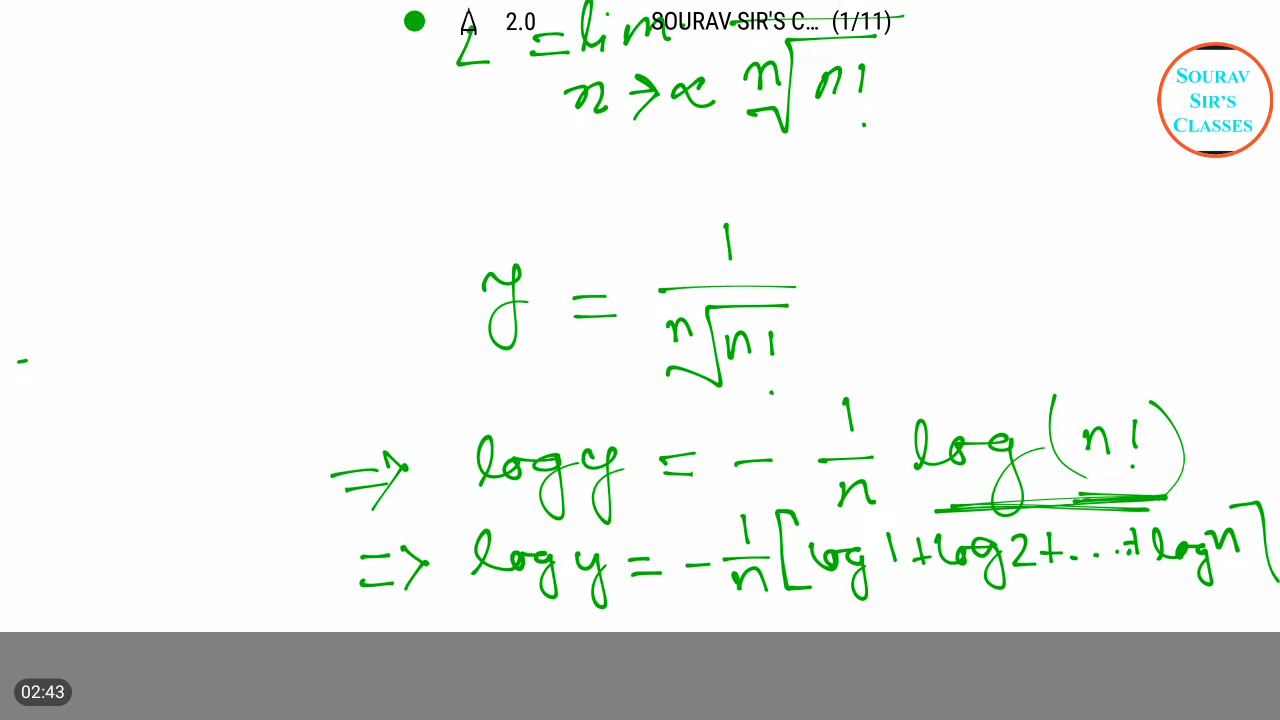 A 2.0 SOURAV SIR'S C... (1/11)
L = lim
n → ∝ ⁿ√n!
SOURAV
SIR'S
CLASSES
y = 1/ⁿ√n!
⇒ log y = - 1/n log (n!)
⇒ log y = - 1/n [log 1 + log 2 + ... + log n]
02:43